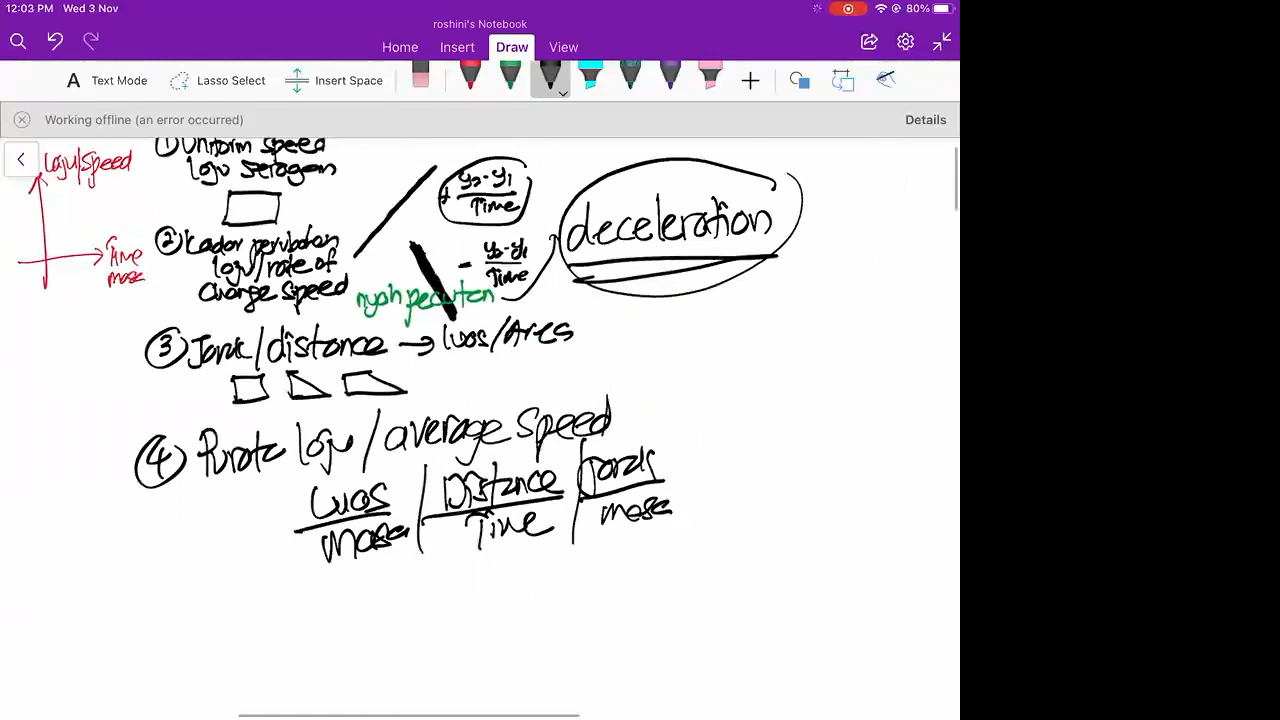 12:03 PM Wed 3 Nov
80%
roshini's Notebook
Home Insert Draw View
Text Mode Lasso Select Insert Space
Working offline (an error occurred) Details
Laju/Speed
Time
masa
① Uniform speed
laju seragam
② Kadar perubahan
laju/rate of
change speed
+ y₂-y₁
Time
- y₂-y₁
Time
nyahpecutan
deceleration
③ Jarak/distance → Luas/Area
④ Purata laju/average speed
Luas / Distance / Jarak
Masa / Time / masa